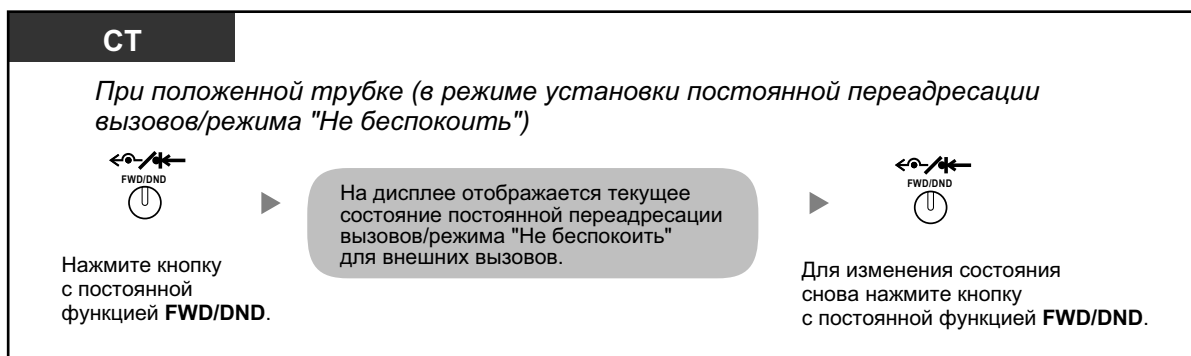 СТ
При положенной трубке (в режиме установки постоянной переадресации
вызовов/режима "Не беспокоить")
FWD/DND
Нажмите кнопку
с постоянной
функцией FWD/DND.
На дисплее отображается текущее
состояние постоянной переадресации
вызовов/режима "Не беспокоить"
для внешних вызовов.
FWD/DND
Для изменения состояния
снова нажмите кнопку
с постоянной функцией FWD/DND.